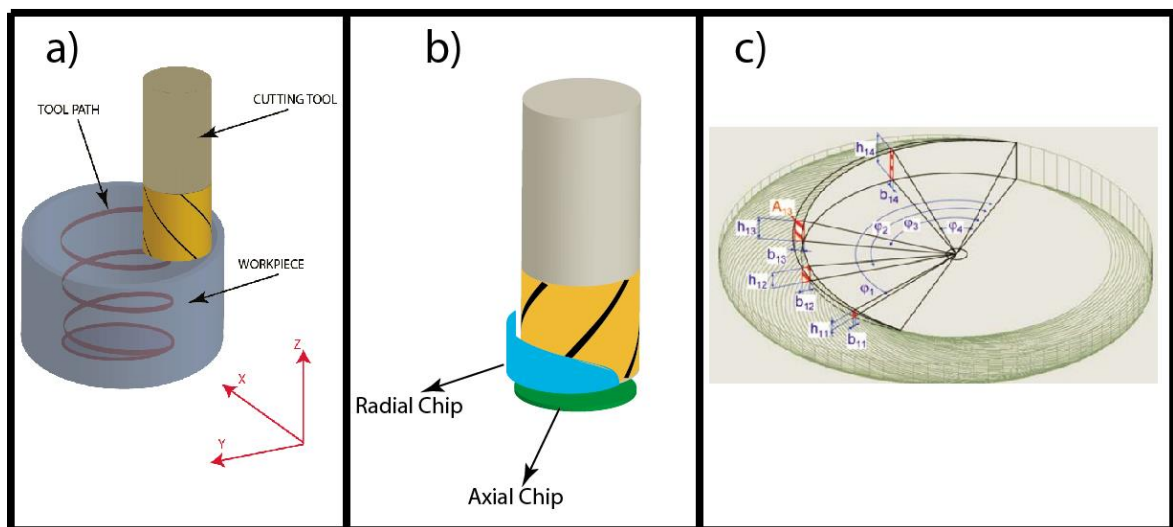 a)
TOOL PATH
CUTTING TOOL
WORKPIECE
Z
X
Y
b)
Radial Chip
Axial Chip
c)
h14
b14
A13
h13
b13
φ2
φ3
φ4
h12
b12
φ1
h11
b11